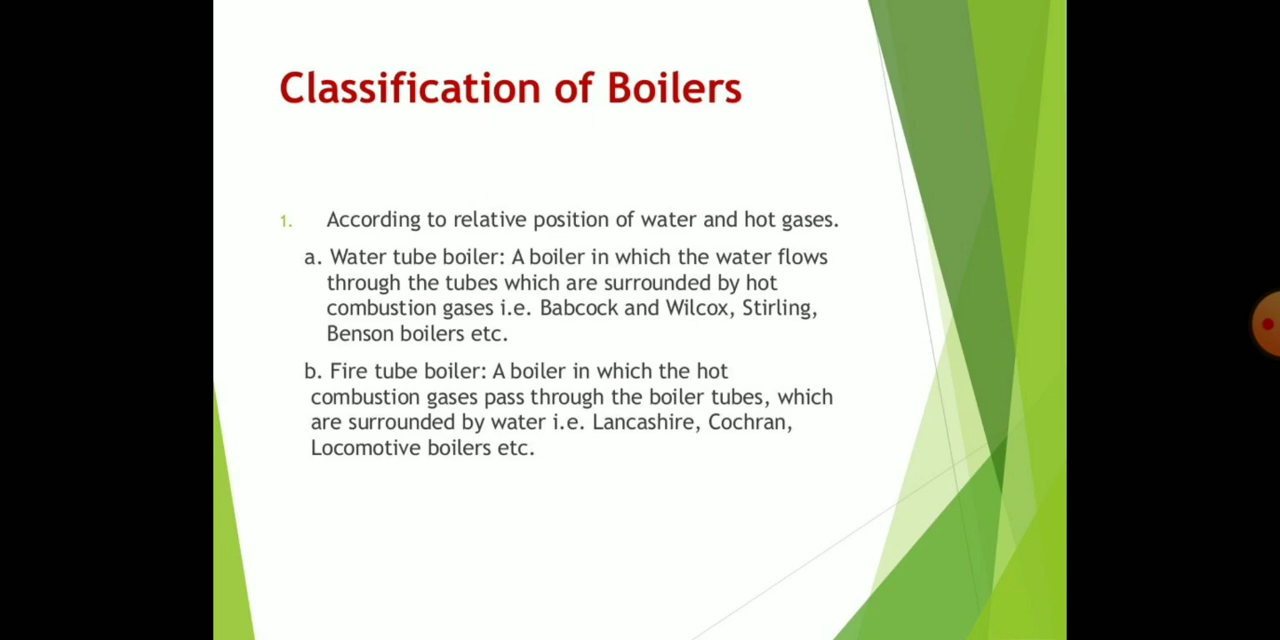 Classification of Boilers
1. According to relative position of water and hot gases.
a. Water tube boiler: A boiler in which the water flows
through the tubes which are surrounded by hot
combustion gases i.e. Babcock and Wilcox, Stirling,
Benson boilers etc.
b. Fire tube boiler: A boiler in which the hot
combustion gases pass through the boiler tubes, which
are surrounded by water i.e. Lancashire, Cochran,
Locomotive boilers etc.